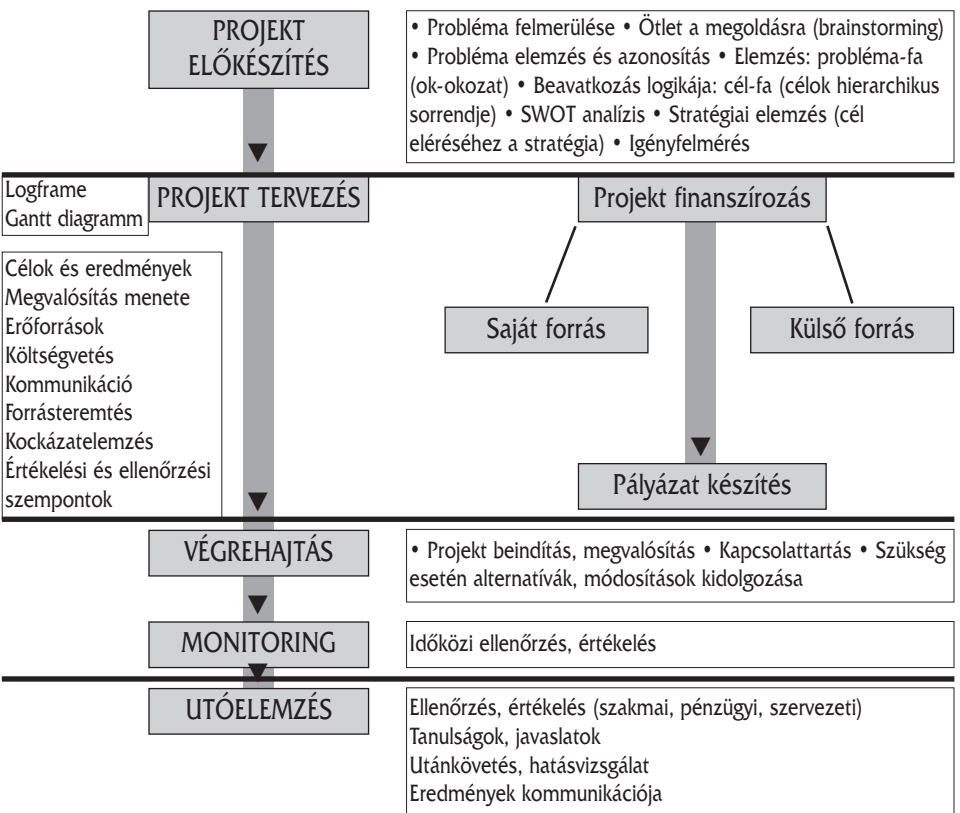 PROJEKT
ELŐKÉSZÍTÉS
• Probléma felmerülése • Ötlet a megoldásra (brainstorming)
• Probléma elemzés és azonosítás • Elemzés: probléma-fa
(ok-okozat) • Beavatkozás logikája: cél-fa (célok hierarchikus
sorrendje) • SWOT analízis • Stratégiai elemzés (cél
eléréséhez a stratégia) • Igényfelmérés
Logframe
Gantt diagramm
PROJEKT TERVEZÉS
Projekt finanszírozás
Célok és eredmények
Megvalósítás menete
Erőforrások
Költségvetés
Kommunikáció
Forrásteremtés
Kockázatelemzés
Értékelési és ellenőrzési
szempontok
Saját forrás
Külső forrás
Pályázat készítés
VÉGREHAJTÁS
• Projekt beindítás, megvalósítás • Kapcsolattartás • Szükség
esetén alternatívák, módosítások kidolgozása
MONITORING
Időközi ellenőrzés, értékelés
UTÓELEMZÉS
Ellenőrzés, értékelés (szakmai, pénzügyi, szervezeti)
Tanulságok, javaslatok
Utánkövetés, hatásvizsgálat
Eredmények kommunikációja